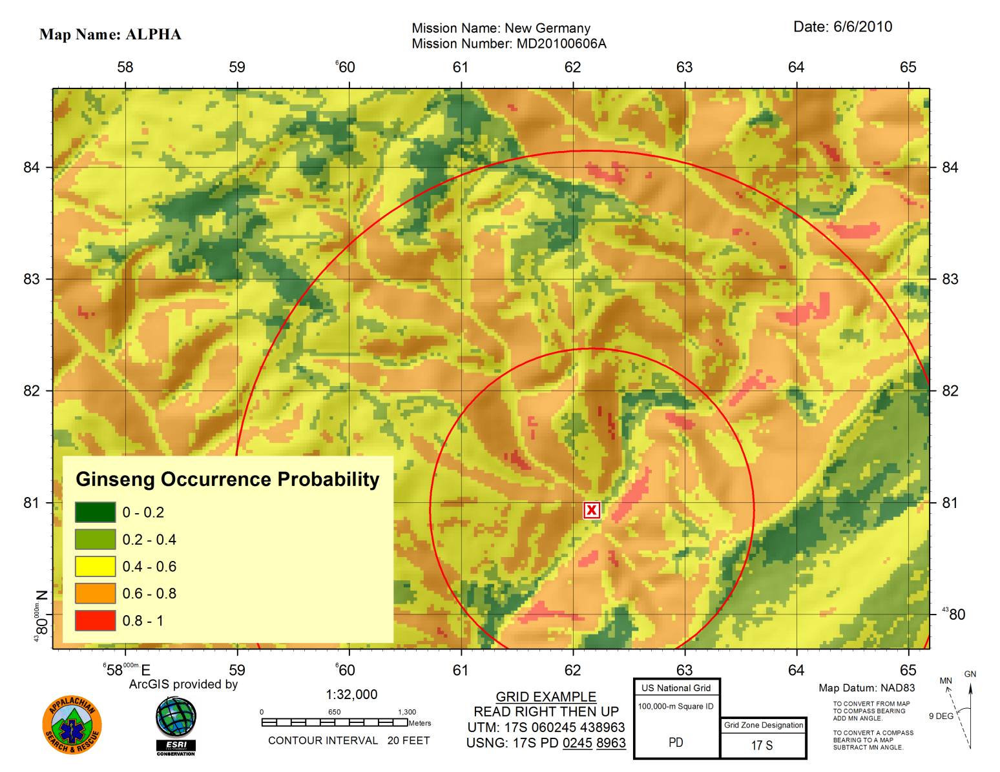 Map Name: ALPHA
Mission Name: New Germany
Mission Number: MD20100606A
Date: 6/6/2010
58 59 ⁶60 61 62 63 64 65
84 84
83 83
82 82
81 81
⁴³80⁰⁰⁰ᵐ·N
⁴³80
X
Ginseng Occurrence Probability
0 - 0.2
0.2 - 0.4
0.4 - 0.6
0.6 - 0.8
0.8 - 1
⁶58⁰⁰⁰ᵐ·E 59 ⁶60 61 62 63 64 65
ArcGIS provided by
APPALACHIAN
SEARCH & RESCUE
ESRI
CONSERVATION
1:32,000
0 650 1,300
Meters
CONTOUR INTERVAL 20 FEET
GRID EXAMPLE
READ RIGHT THEN UP
UTM: 17S 060245 438963
USNG: 17S PD 0245 8963
US National Grid
100,000-m Square ID
PD
Grid Zone Designation
17 S
Map Datum: NAD83
TO CONVERT FROM MAP
TO COMPASS BEARING
ADD MN ANGLE.
TO CONVERT A COMPASS
BEARING TO A MAP
SUBTRACT MN ANGLE.
MN
GN
9 DEG